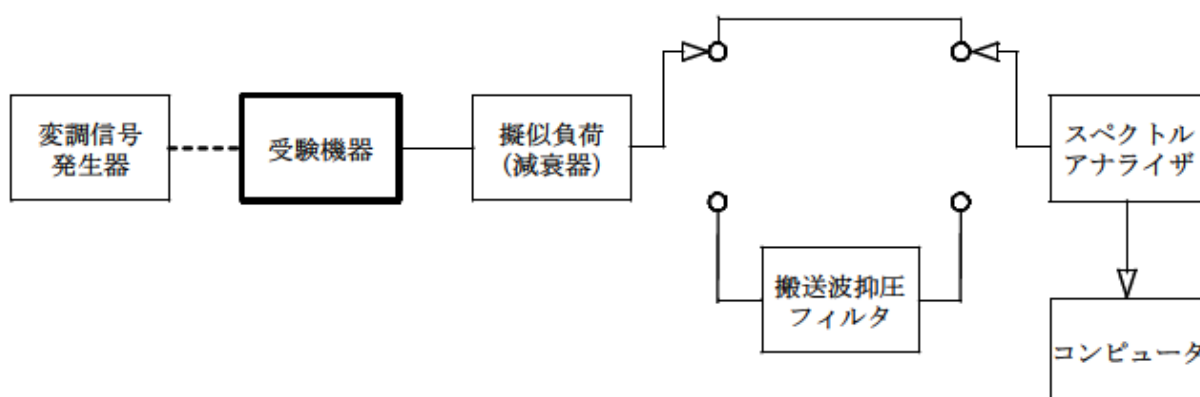 変調信号
発生器
受験機器
擬似負荷
(減衰器)
スペクトル
アナライザ
搬送波抑圧
フィルタ
コンピュータ